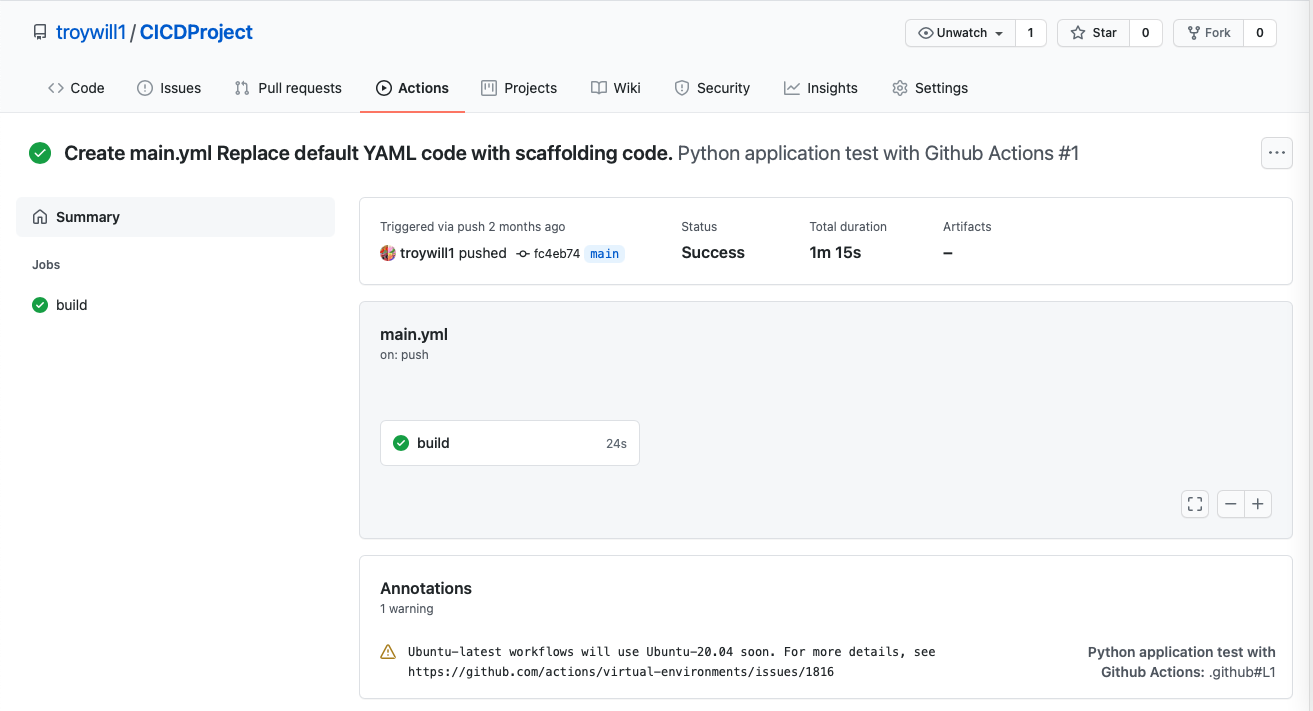 troywill1 / CICDProject
Unwatch 1 Star 0 Fork 0
Code Issues Pull requests Actions Projects Wiki Security Insights Settings
Create main.yml Replace default YAML code with scaffolding code. Python application test with Github Actions #1
Summary
Jobs
build
Triggered via push 2 months ago
troywill1 pushed fc4eb74 main
Status
Success
Total duration
1m 15s
Artifacts
–
main.yml
on: push
build 24s
Annotations
1 warning
Ubuntu-latest workflows will use Ubuntu-20.04 soon. For more details, see
https://github.com/actions/virtual-environments/issues/1816
Python application test with
Github Actions: .github#L1